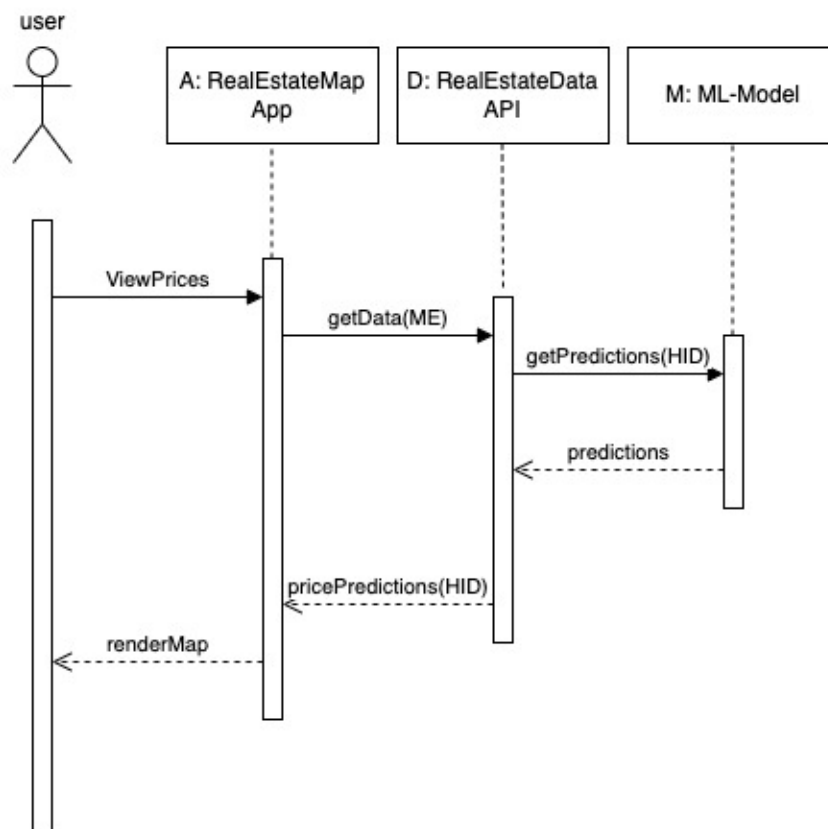 user
A: RealEstateMap
App
D: RealEstateData
API
M: ML-Model
ViewPrices
getData(ME)
getPredictions(HID)
predictions
pricePredictions(HID)
renderMap